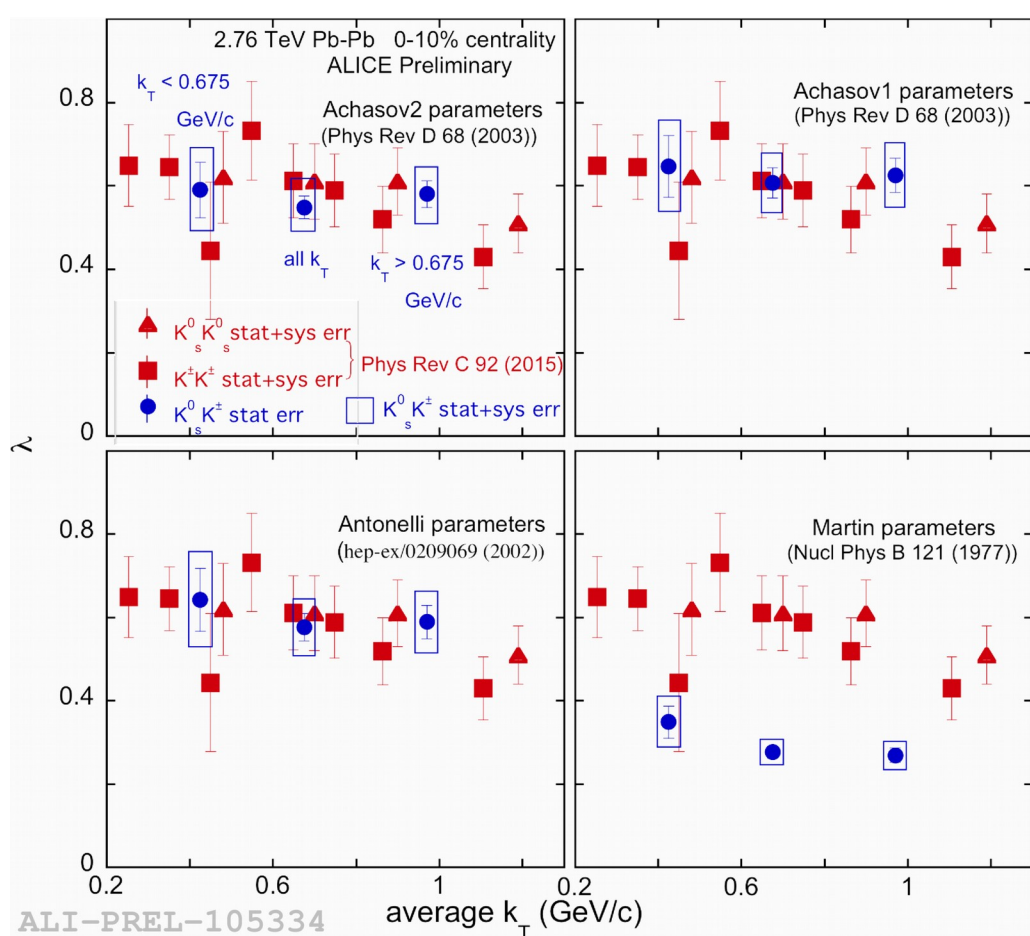 2.76 TeV Pb-Pb 0-10% centrality
ALICE Preliminary
k_T < 0.675
GeV/c
Achasov2 parameters
(Phys Rev D 68 (2003))
all k_T
k_T > 0.675
GeV/c
K⁰_s K⁰_s stat+sys err
K^±K^± stat+sys err
} Phys Rev C 92 (2015)
K⁰_s K^± stat err
K⁰_s K^± stat+sys err
Achasov1 parameters
(Phys Rev D 68 (2003))
0.8
0.4
0
λ
Antonelli parameters
(hep-ex/0209069 (2002))
Martin parameters
(Nucl Phys B 121 (1977))
0.8
0.4
0
0.2 0.6 1 0.2 0.6 1
average k_T (GeV/c)
ALI-PREL-105334